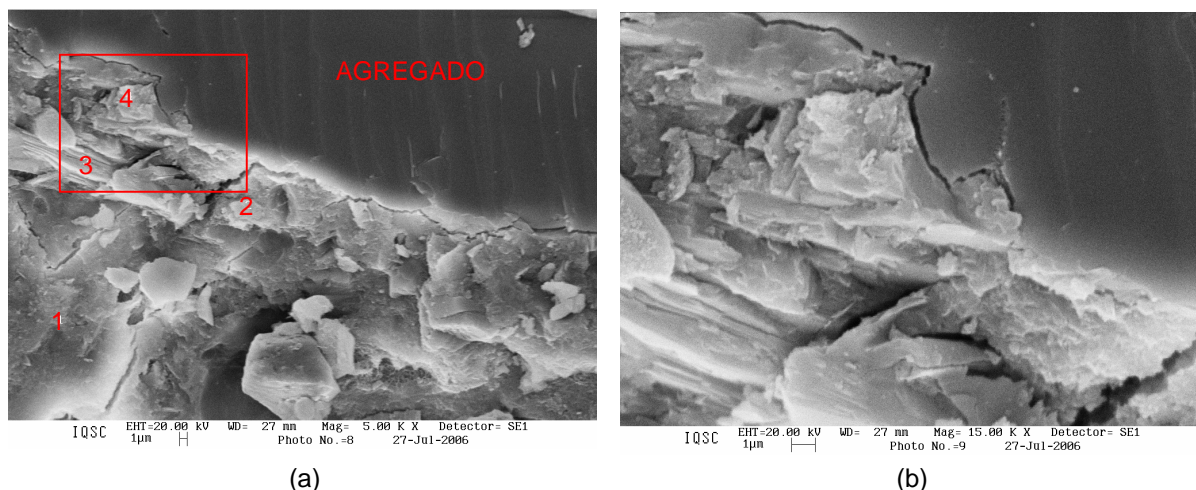 AGREGADO
4
3
2
1
IQSC
EHT=20.00 kV WD= 27 mm Mag= 5.00 K X Detector= SE1
1µm
Photo No.=8 27-Jul-2006
(a)
IQSC
EHT=20.00 kV WD= 27 mm Mag= 15.00 K X Detector= SE1
1µm
Photo No.=9 27-Jul-2006
(b)